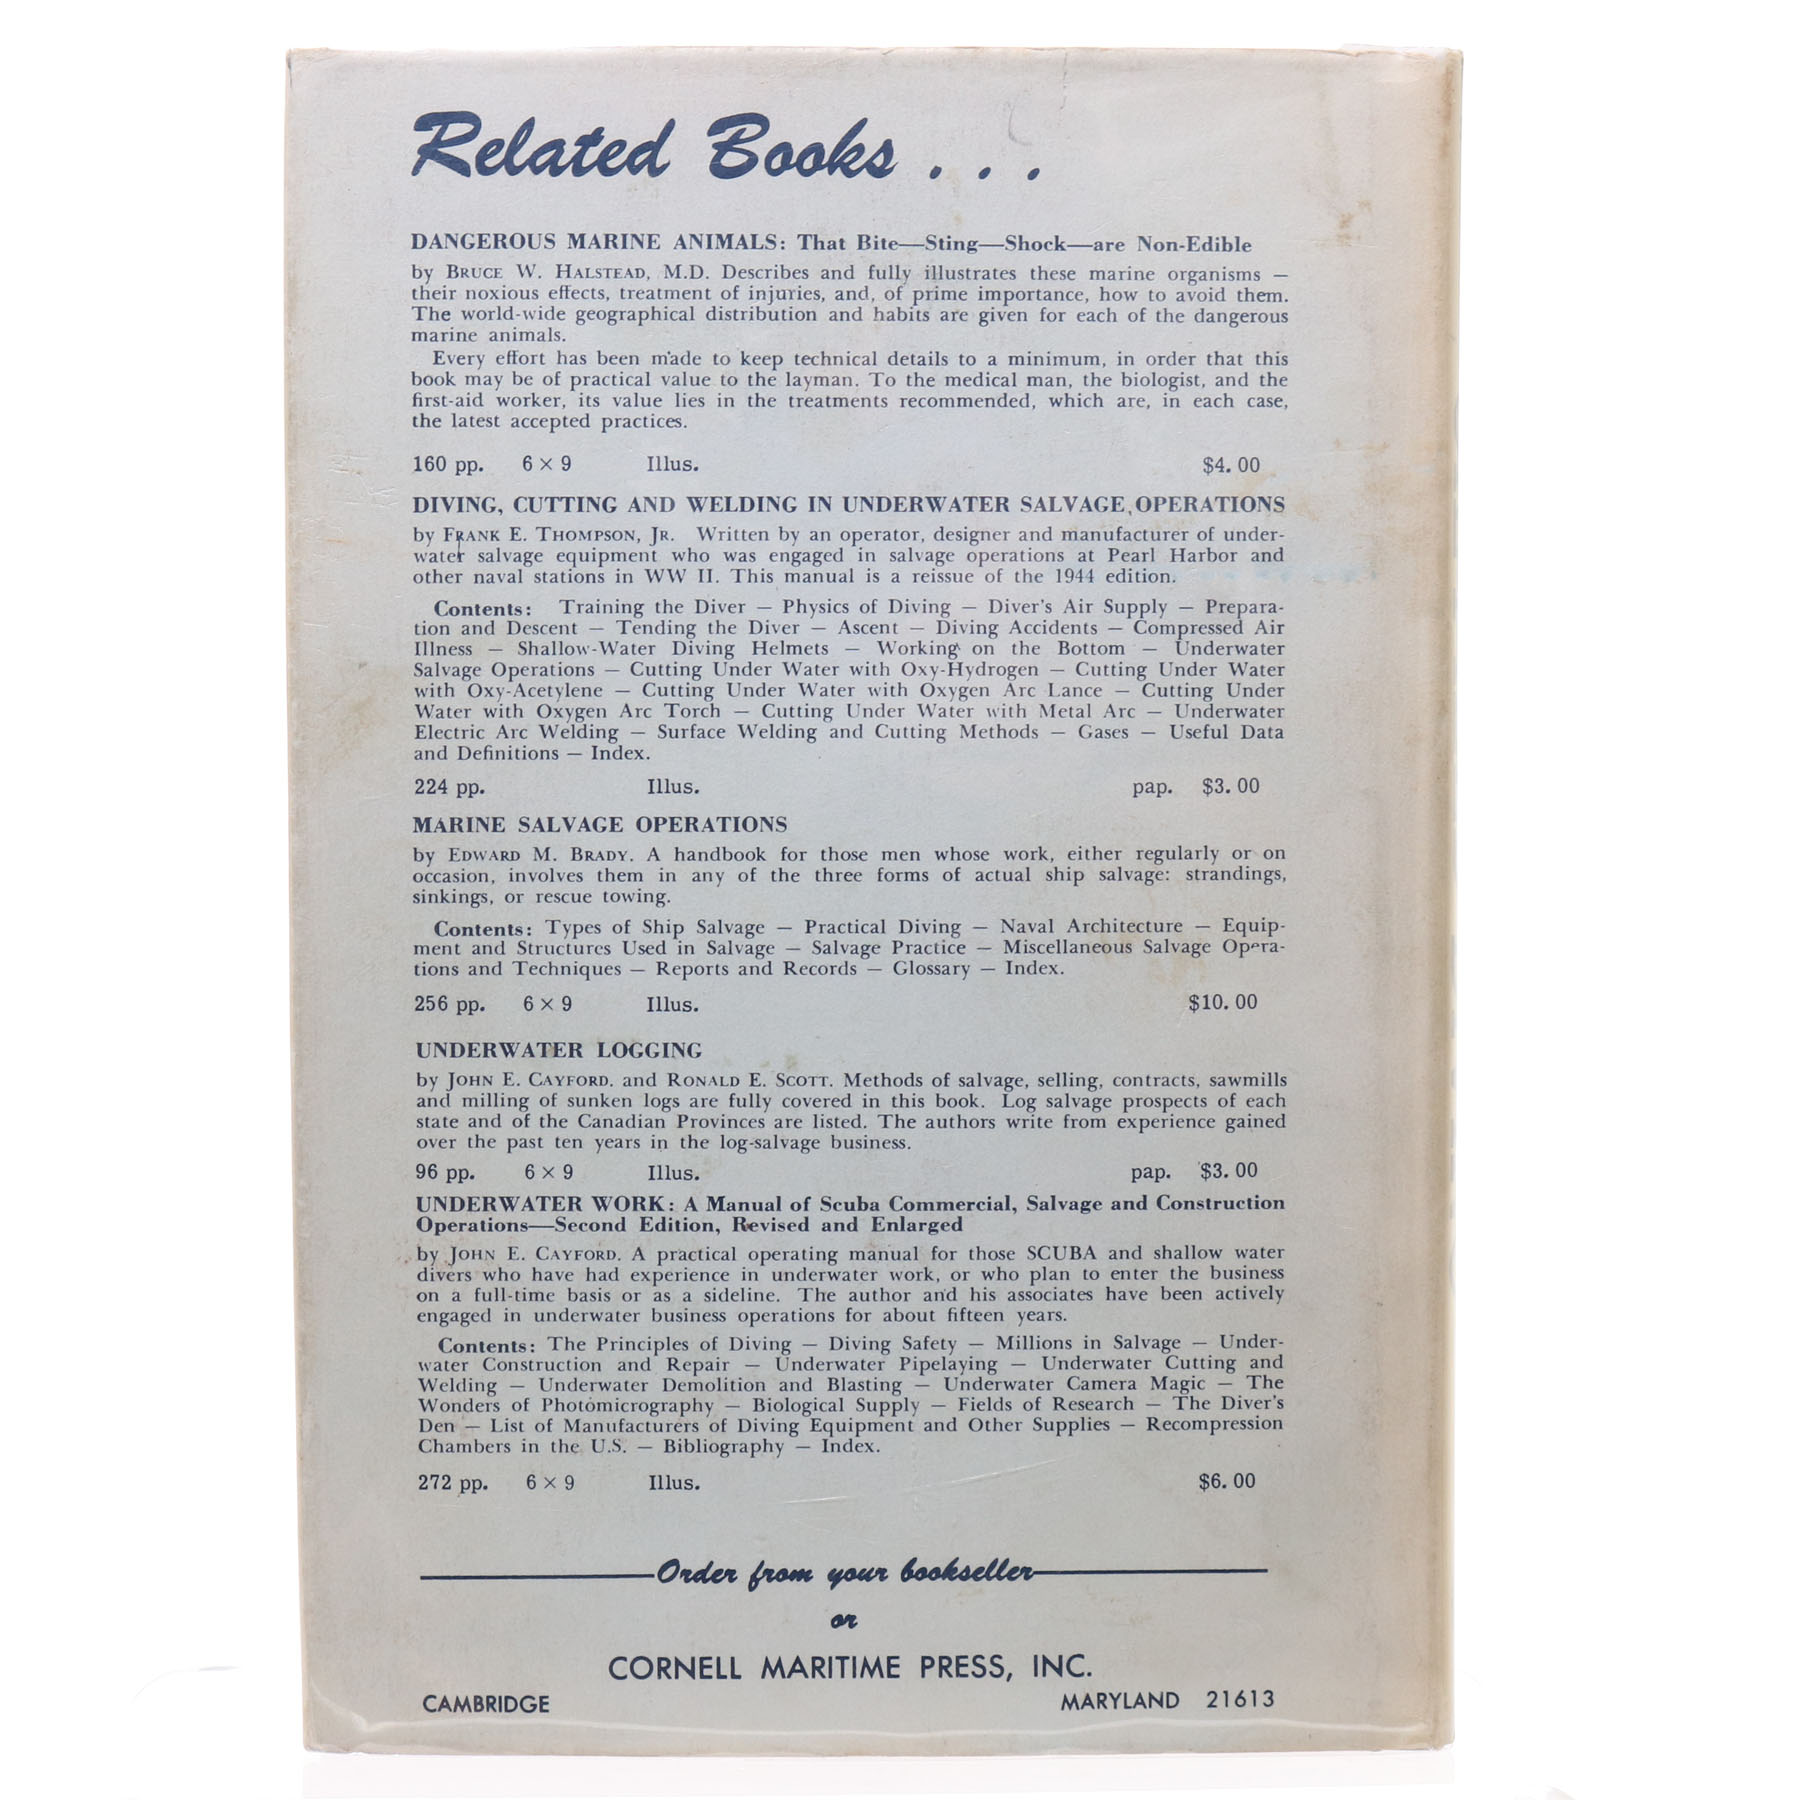 Related Books . . .
DANGEROUS MARINE ANIMALS: That Bite—Sting—Shock—are Non-Edible
by BRUCE W. HALSTEAD, M.D. Describes and fully illustrates these marine organisms —
their noxious effects, treatment of injuries, and, of prime importance, how to avoid them.
The world-wide geographical distribution and habits are given for each of the dangerous
marine animals.
Every effort has been made to keep technical details to a minimum, in order that this
book may be of practical value to the layman. To the medical man, the biologist, and the
first-aid worker, its value lies in the treatments recommended, which are, in each case,
the latest accepted practices.
160 pp. 6 × 9 Illus. $4.00
DIVING, CUTTING AND WELDING IN UNDERWATER SALVAGE OPERATIONS
by FRANK E. THOMPSON, JR. Written by an operator, designer and manufacturer of under-
water salvage equipment who was engaged in salvage operations at Pearl Harbor and
other naval stations in WW II. This manual is a reissue of the 1944 edition.
Contents: Training the Diver — Physics of Diving — Diver's Air Supply — Prepara-
tion and Descent — Tending the Diver — Ascent — Diving Accidents — Compressed Air
Illness — Shallow-Water Diving Helmets — Working on the Bottom — Underwater
Salvage Operations — Cutting Under Water with Oxy-Hydrogen — Cutting Under Water
with Oxy-Acetylene — Cutting Under Water with Oxygen Arc Lance — Cutting Under
Water with Oxygen Arc Torch — Cutting Under Water with Metal Arc — Underwater
Electric Arc Welding — Surface Welding and Cutting Methods — Gases — Useful Data
and Definitions — Index.
224 pp. Illus. pap. $3.00
MARINE SALVAGE OPERATIONS
by EDWARD M. BRADY. A handbook for those men whose work, either regularly or on
occasion, involves them in any of the three forms of actual ship salvage: strandings,
sinkings, or rescue towing.
Contents: Types of Ship Salvage — Practical Diving — Naval Architecture — Equip-
ment and Structures Used in Salvage — Salvage Practice — Miscellaneous Salvage Opera-
tions and Techniques — Reports and Records — Glossary — Index.
256 pp. 6 × 9 Illus. $10.00
UNDERWATER LOGGING
by JOHN E. CAYFORD. and RONALD E. SCOTT. Methods of salvage, selling, contracts, sawmills
and milling of sunken logs are fully covered in this book. Log salvage prospects of each
state and of the Canadian Provinces are listed. The authors write from experience gained
over the past ten years in the log-salvage business.
96 pp. 6 × 9 Illus. pap. $3.00
UNDERWATER WORK: A Manual of Scuba Commercial, Salvage and Construction
Operations—Second Edition, Revised and Enlarged
by JOHN E. CAYFORD. A practical operating manual for those SCUBA and shallow water
divers who have had experience in underwater work, or who plan to enter the business
on a full-time basis or as a sideline. The author and his associates have been actively
engaged in underwater business operations for about fifteen years.
Contents: The Principles of Diving — Diving Safety — Millions in Salvage — Under-
water Construction and Repair — Underwater Pipelaying — Underwater Cutting and
Welding — Underwater Demolition and Blasting — Underwater Camera Magic — The
Wonders of Photomicrography — Biological Supply — Fields of Research — The Diver's
Den — List of Manufacturers of Diving Equipment and Other Supplies — Recompression
Chambers in the U.S. — Bibliography — Index.
272 pp. 6 × 9 Illus. $6.00
Order from your bookseller
or
CORNELL MARITIME PRESS, INC.
CAMBRIDGE MARYLAND 21613